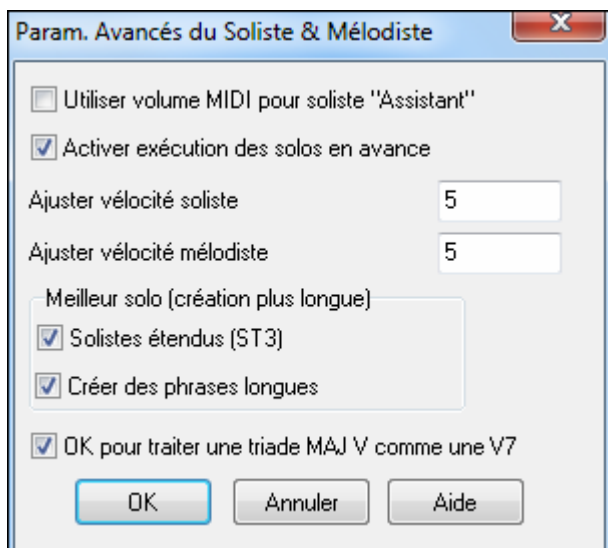 Param. Avancés du Soliste & Mélodiste
Utiliser volume MIDI pour soliste "Assistant"
Activer exécution des solos en avance
Ajuster vélocité soliste 5
Ajuster vélocité mélodiste 5
Meilleur solo (création plus longue)
Solistes étendus (ST3)
Créer des phrases longues
OK pour traiter une triade MAJ V comme une V7
OK Annuler Aide